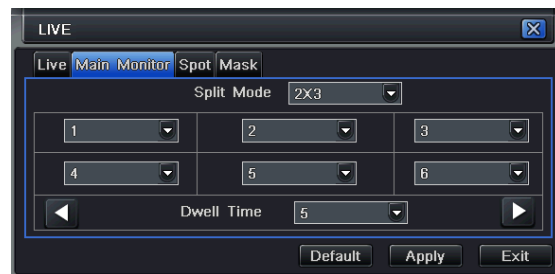 LIVE
Live Main Monitor Spot Mask
Split Mode 2X3
1 2 3
4 5 6
Dwell Time 5
Default Apply Exit